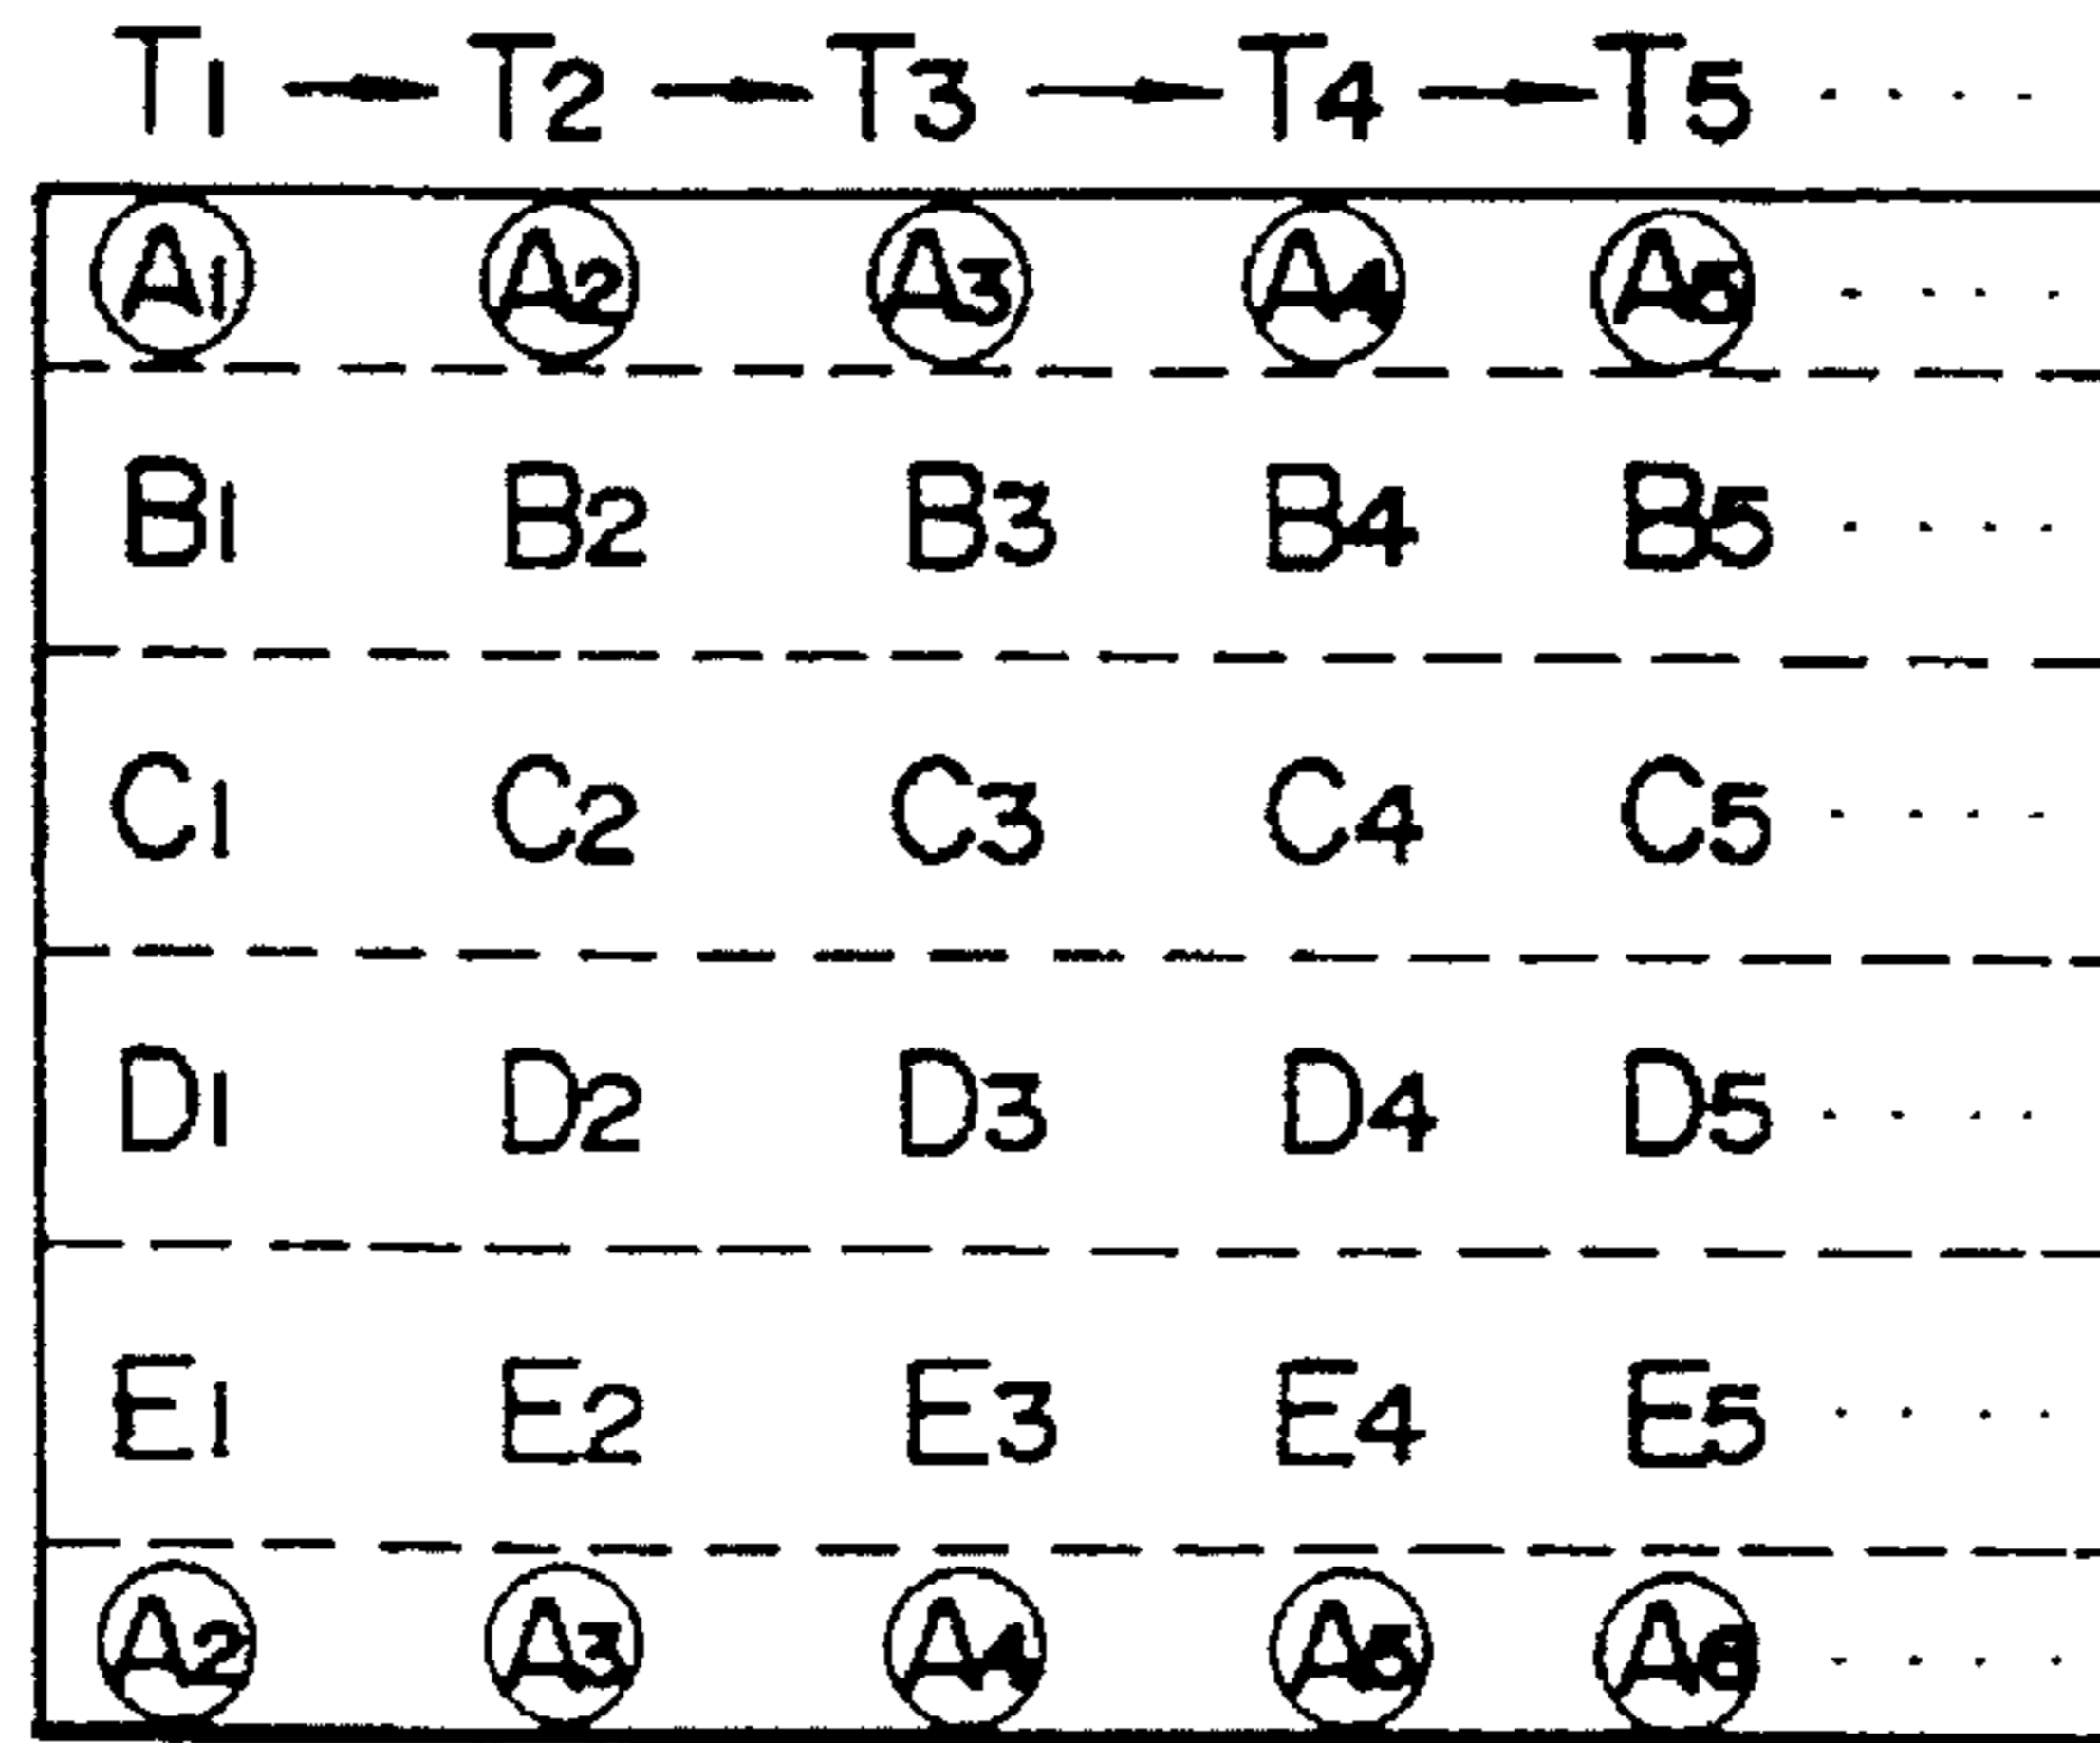 T1 → T2 → T3 → T4 → T5 ....
A1 A2 A3 A4 A5 ....
B1 B2 B3 B4 B5 ....
C1 C2 C3 C4 C5 ....
D1 D2 D3 D4 D5 ....
E1 E2 E3 E4 E5 ....
A2 A3 A4 A5 A6 ....